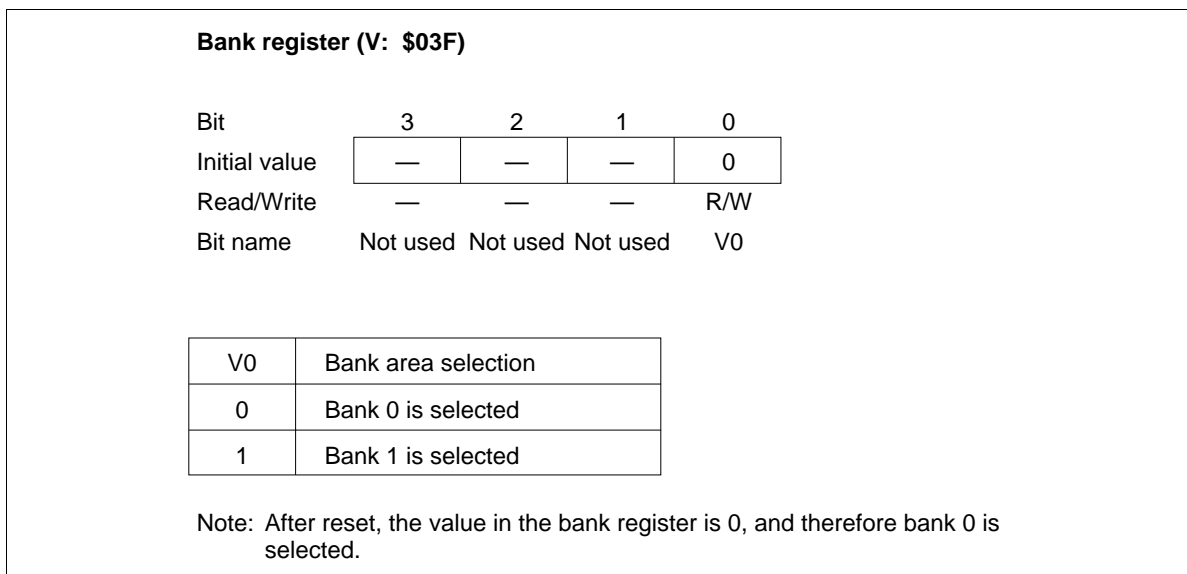 Bank register (V: $03F)
Bit 3 2 1 0
Initial value — — — 0
Read/Write — — — R/W
Bit name Not used Not used Not used V0
V0 Bank area selection
0 Bank 0 is selected
1 Bank 1 is selected
Note: After reset, the value in the bank register is 0, and therefore bank 0 is
selected.